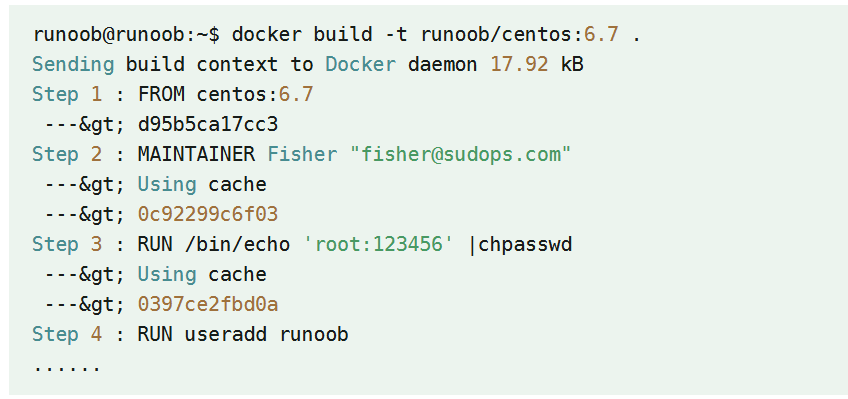 runoob@runoob:~$ docker build -t runoob/centos:6.7 .
Sending build context to Docker daemon 17.92 kB
Step 1 : FROM centos:6.7
 ---&gt; d95b5ca17cc3
Step 2 : MAINTAINER Fisher "fisher@sudops.com"
 ---&gt; Using cache
 ---&gt; 0c92299c6f03
Step 3 : RUN /bin/echo 'root:123456' |chpasswd
 ---&gt; Using cache
 ---&gt; 0397ce2fbd0a
Step 4 : RUN useradd runoob
......